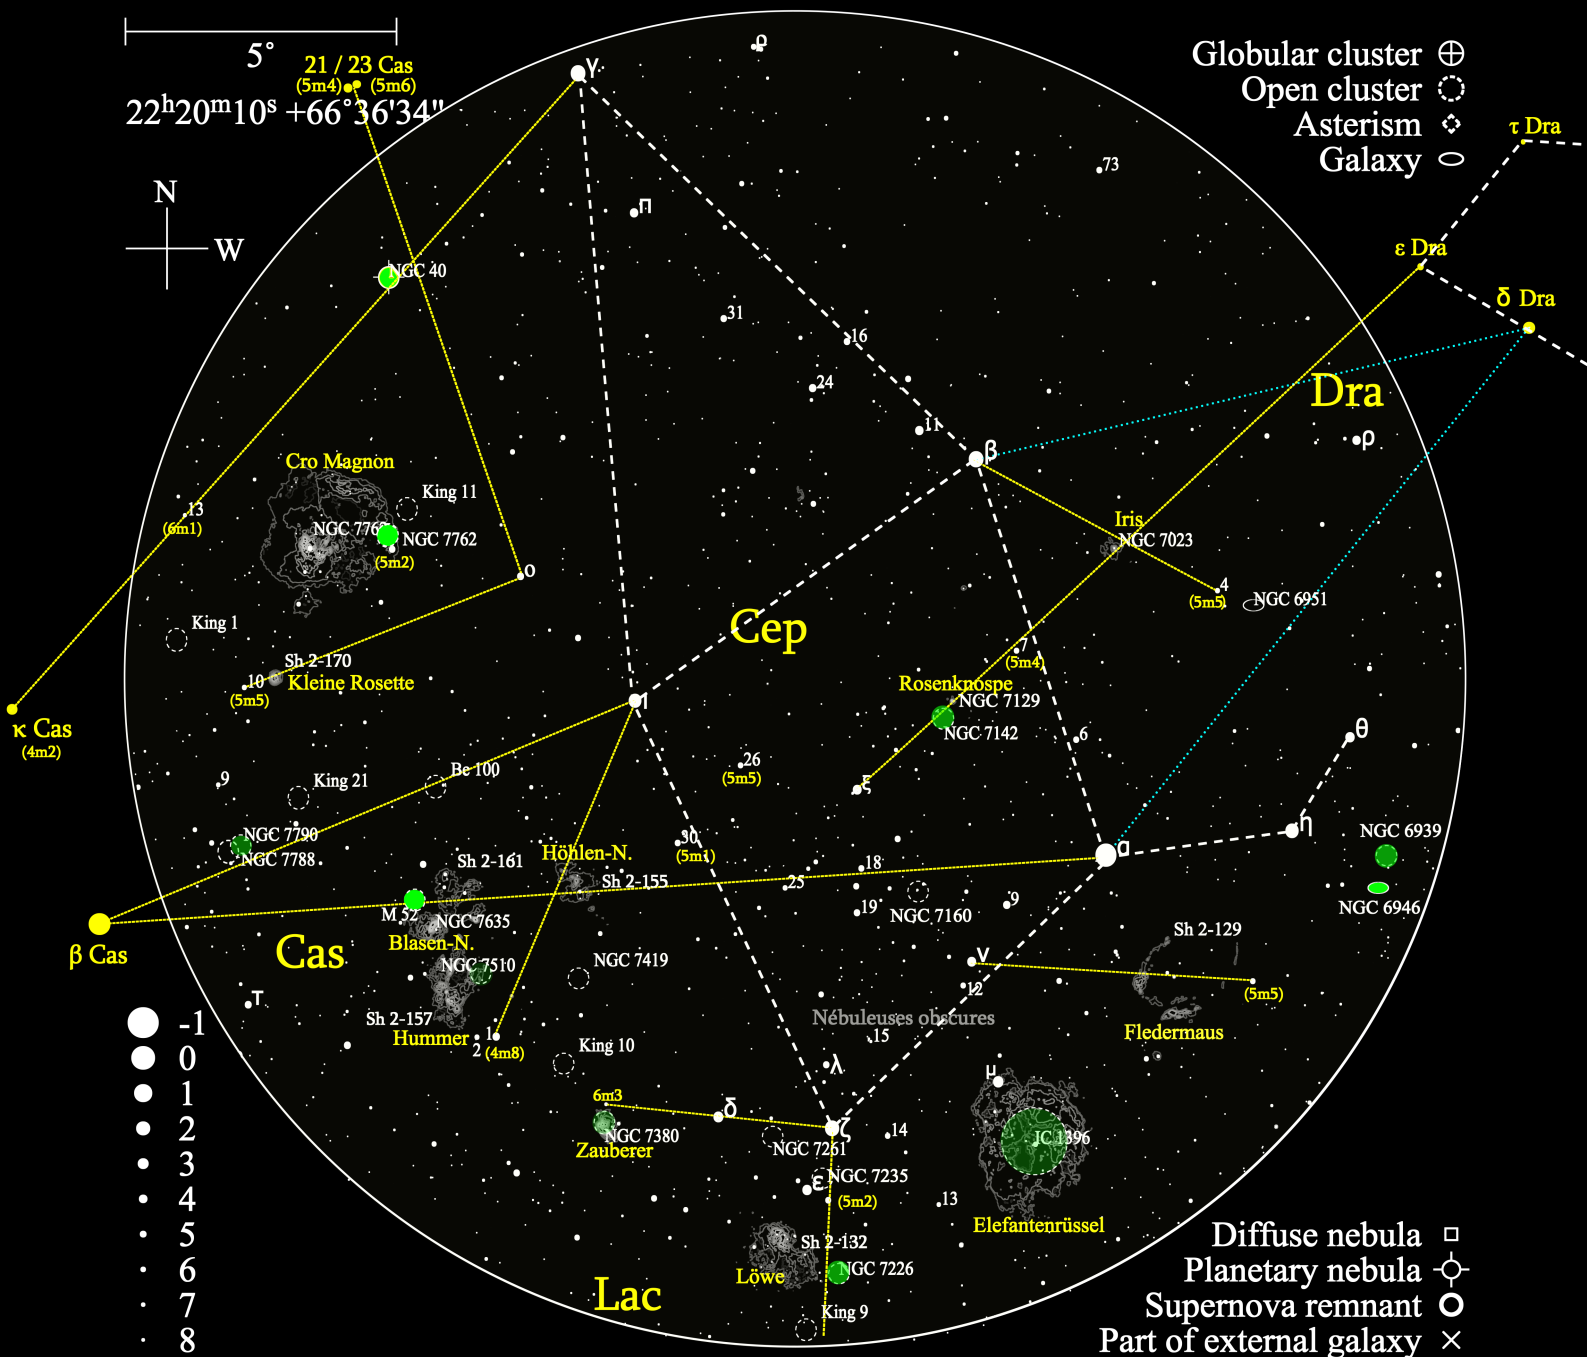 5°
21 / 23 Cas
(5m4) (5m6)
22h20m10s +66°36'34"
N
W
Globular cluster
Open cluster
Asterism
Galaxy
τ Dra
ε Dra
δ Dra
Dra
ρ
γ
ρ
73
π
NGC 40
31
16
24
11
β
Cro Magnon
King 11
NGC 7762
(5m2)
13
(6m1)
ο
Iris
NGC 7023
4
(5m5)
NGC 6951
King 1
Cep
Sh 2-170
10
Kleine Rosette
(5m5)
7
(5m4)
Rosenknospe
NGC 7129
NGC 7142
κ Cas
(4m2)
ι
6
θ
26
(5m5)
ξ
9
King 21
Be 100
NGC 7790
NGC 7788
30
(5m1)
Höhlen-N.
Sh 2-161
Sh 2-155
18
25
α
η
NGC 6939
NGC 6946
M 52
NGC 7635
Blasen-N.
19
NGC 7160
9
Sh 2-129
β Cas
Cas
NGC 7510
NGC 7419
ν
12
(5m5)
τ
Sh 2-157
Hummer
1
2
(4m8)
Nébuleuses obscures
15
Fledermaus
King 10
λ
μ
6m3
δ
ζ
14
NGC 7380
Zauberer
NGC 7261
IC 1396
NGC 7235
ε
(5m2)
13
Elefantenrüssel
Sh 2-132
Löwe
NGC 7226
Lac
King 9
-1
0
1
2
3
4
5
6
7
8
Diffuse nebula
Planetary nebula
Supernova remnant
Part of external galaxy